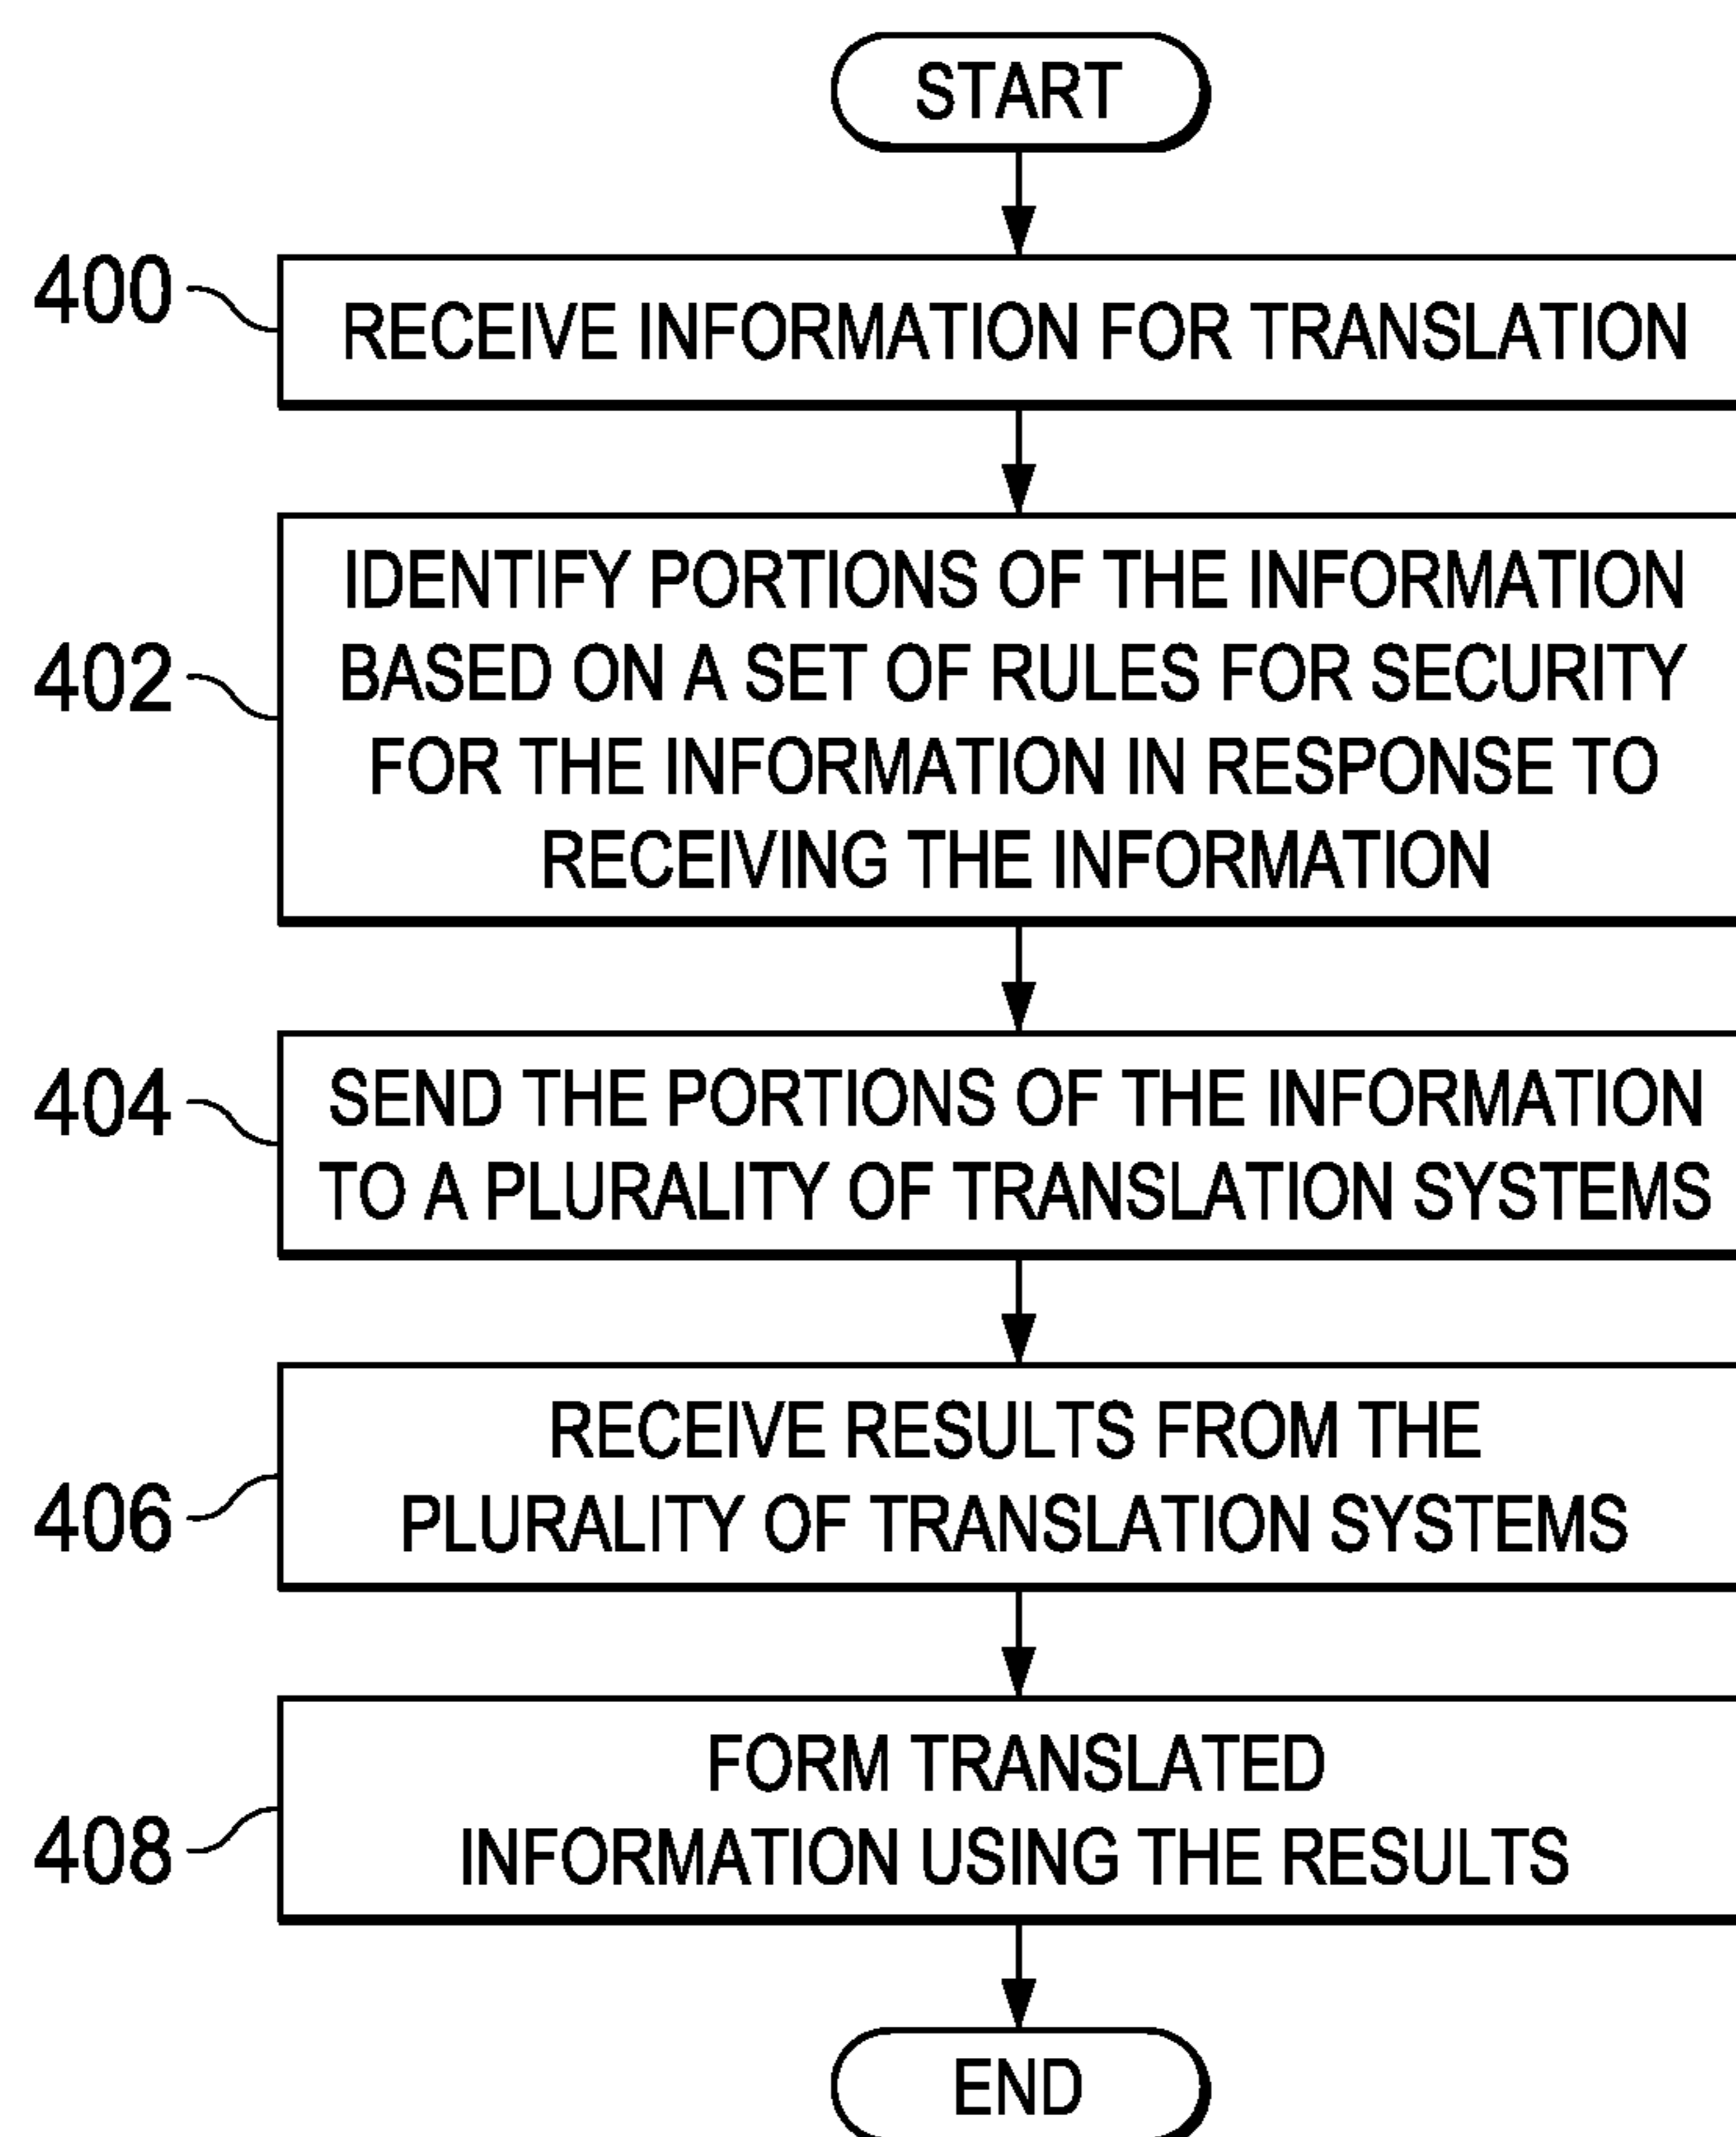 START
400
RECEIVE INFORMATION FOR TRANSLATION
402
IDENTIFY PORTIONS OF THE INFORMATION
BASED ON A SET OF RULES FOR SECURITY
FOR THE INFORMATION IN RESPONSE TO
RECEIVING THE INFORMATION
404
SEND THE PORTIONS OF THE INFORMATION
TO A PLURALITY OF TRANSLATION SYSTEMS
406
RECEIVE RESULTS FROM THE
PLURALITY OF TRANSLATION SYSTEMS
408
FORM TRANSLATED
INFORMATION USING THE RESULTS
END